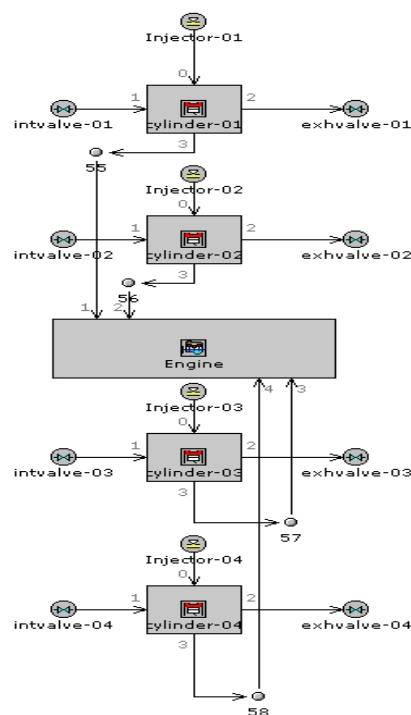 Injector-01
0
1
2
intvalve-01
cylinder-01
exhvalve-01
3
55
Injector-02
0
1
2
intvalve-02
cylinder-02
exhvalve-02
3
56
1
2
Engine
4
3
Injector-03
0
1
2
intvalve-03
cylinder-03
exhvalve-03
3
57
Injector-04
0
1
2
intvalve-04
cylinder-04
exhvalve-04
3
58